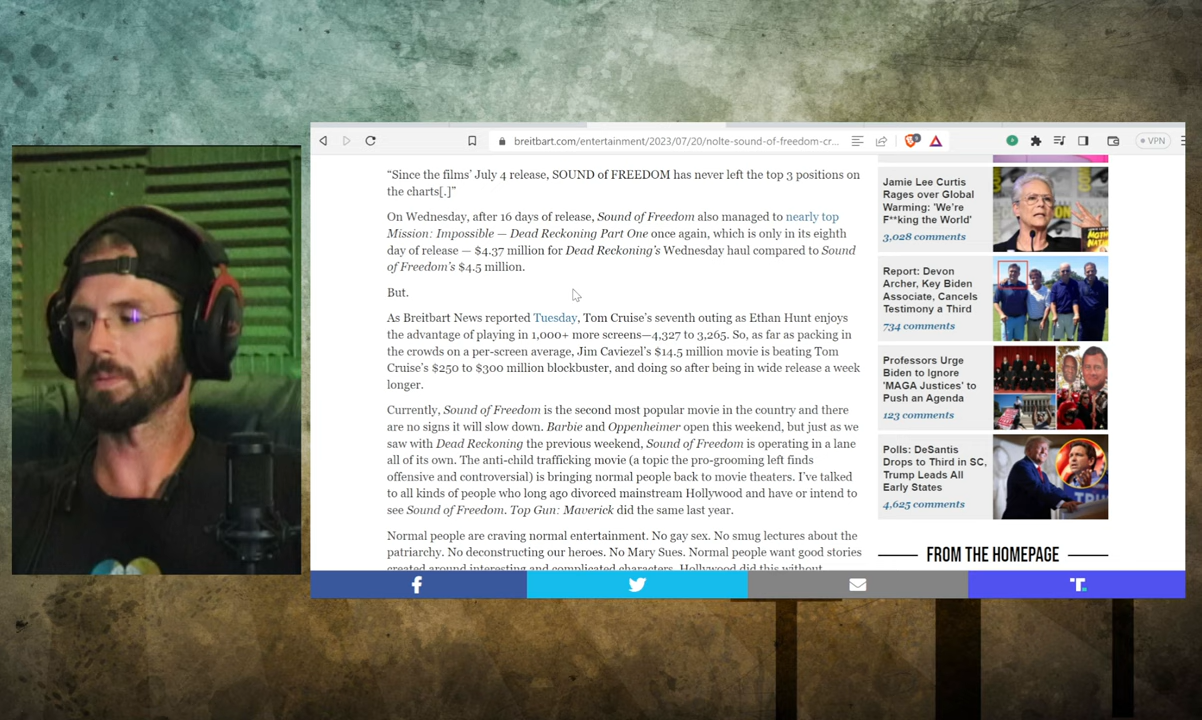 breitbart.com/entertainment/2023/07/20/nolte-sound-of-freedom-cr...
VPN
“Since the films’ July 4 release, SOUND of FREEDOM has never left the top 3 positions on
the charts[.]”
On Wednesday, after 16 days of release, Sound of Freedom also managed to nearly top
Mission: Impossible — Dead Reckoning Part One once again, which is only in its eighth
day of release — $4.37 million for Dead Reckoning’s Wednesday haul compared to Sound
of Freedom’s $4.5 million.
But.
As Breitbart News reported Tuesday, Tom Cruise’s seventh outing as Ethan Hunt enjoys
the advantage of playing in 1,000+ more screens—4,327 to 3,265. So, as far as packing in
the crowds on a per-screen average, Jim Caviezel’s $14.5 million movie is beating Tom
Cruise’s $250 to $300 million blockbuster, and doing so after being in wide release a week
longer.
Currently, Sound of Freedom is the second most popular movie in the country and there
are no signs it will slow down. Barbie and Oppenheimer open this weekend, but just as we
saw with Dead Reckoning the previous weekend, Sound of Freedom is operating in a lane
all of its own. The anti-child trafficking movie (a topic the pro-grooming left finds
offensive and controversial) is bringing normal people back to movie theaters. I’ve talked
to all kinds of people who long ago divorced mainstream Hollywood and have or intend to
see Sound of Freedom. Top Gun: Maverick did the same last year.
Normal people are craving normal entertainment. No gay sex. No smug lectures about the
patriarchy. No deconstructing our heroes. No Mary Sues. Normal people want good stories
created around interesting and complicated characters. Hollywood did this without
Jamie Lee Curtis
Rages over Global
Warming: 'We're
F**king the World'
3,028 comments
Report: Devon
Archer, Key Biden
Associate, Cancels
Testimony a Third
734 comments
Professors Urge
Biden to Ignore
'MAGA Justices' to
Push an Agenda
123 comments
Polls: DeSantis
Drops to Third in SC,
Trump Leads All
Early States
4,625 comments
FROM THE HOMEPAGE